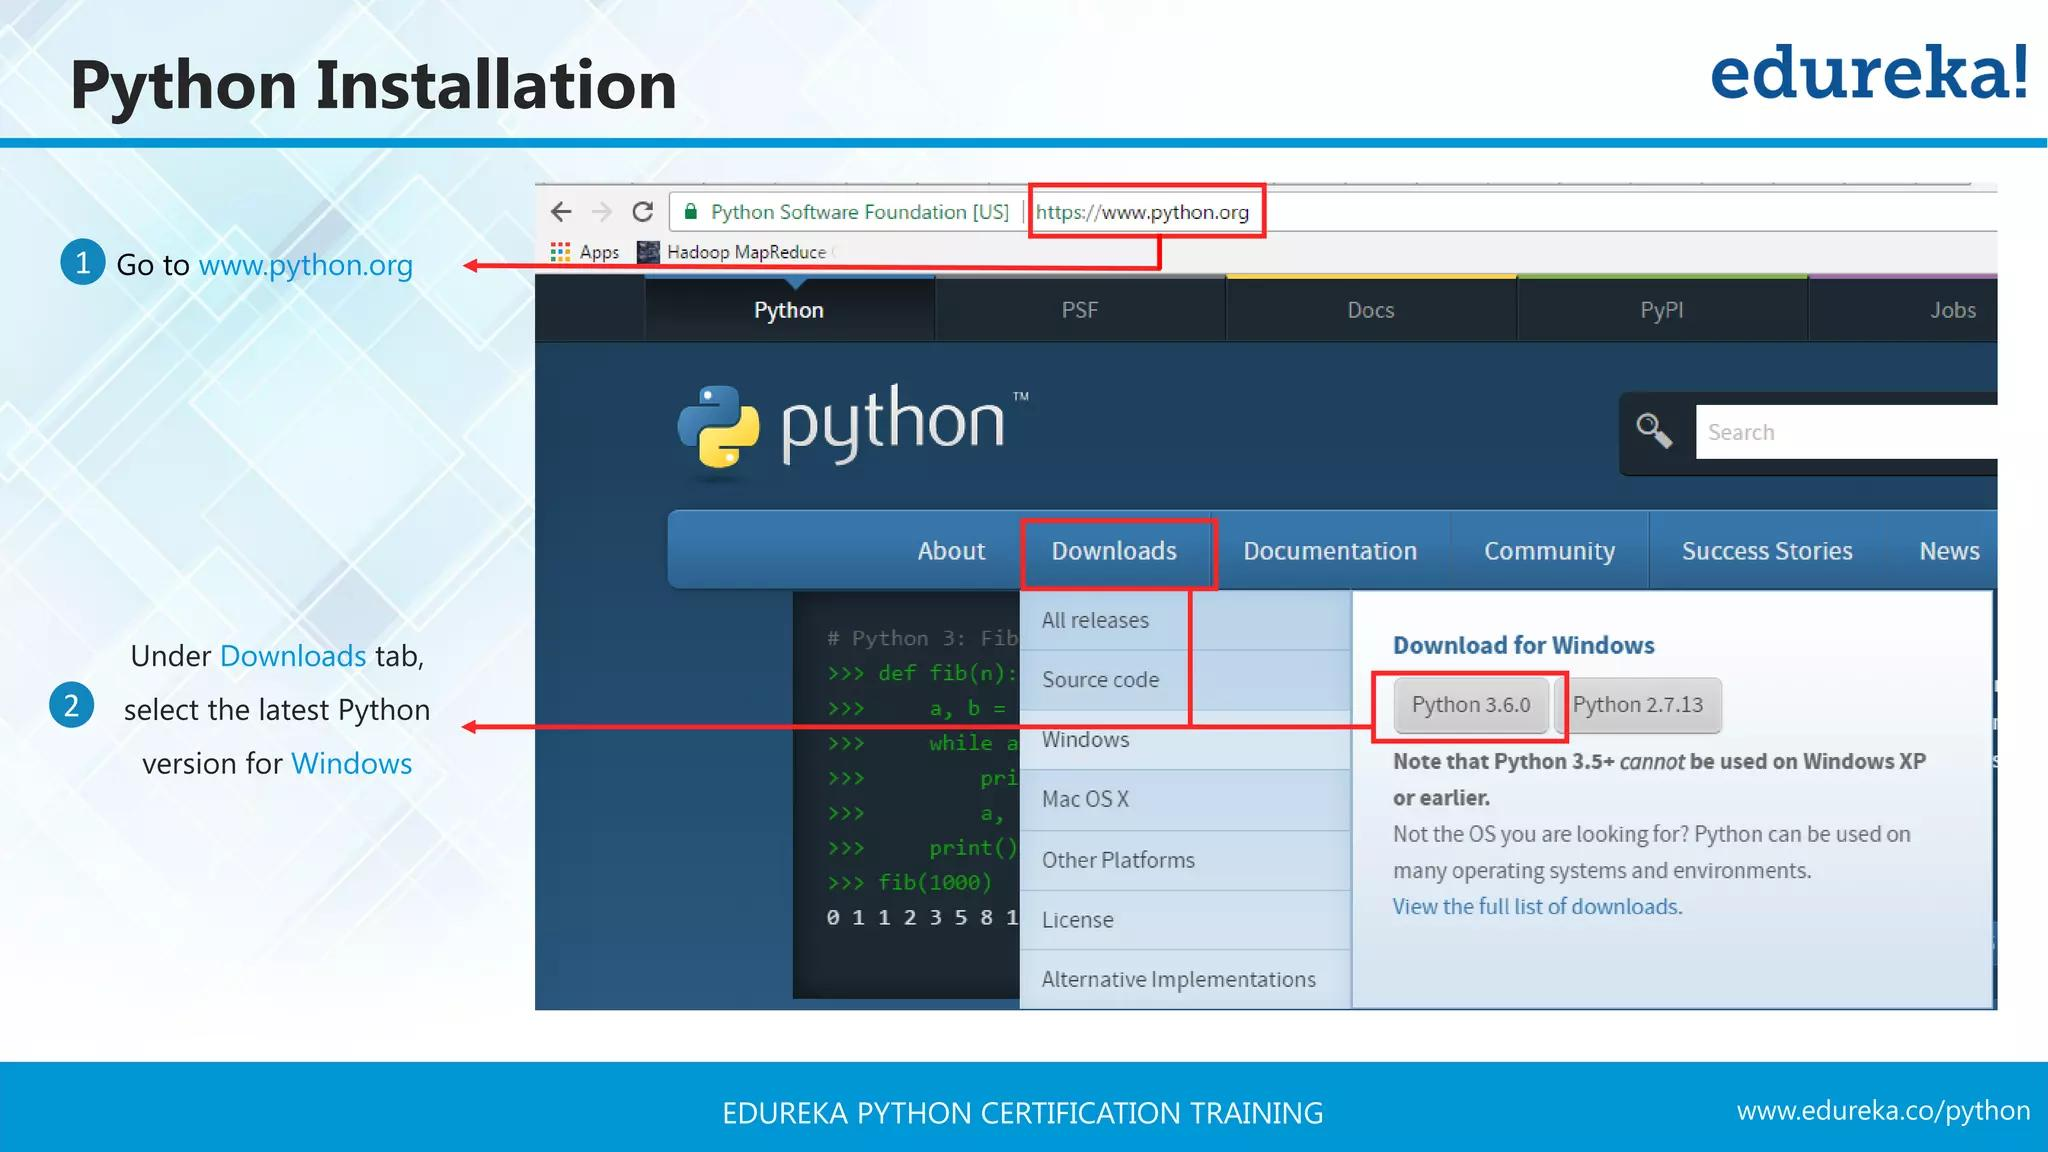 Python Installation
edureka!
1 Go to www.python.org
Under Downloads tab,
2 select the latest Python
version for Windows
Python Software Foundation [US] | https://www.python.org
Apps Hadoop MapReduce
Python PSF Docs PyPI Jobs
python™
Search
About Downloads Documentation Community Success Stories News
# Python 3: Fib
>>> def fib(n):
>>> a, b =
>>> while a
>>> pri
>>> a,
>>> print()
>>> fib(1000)
0 1 1 2 3 5 8 1
All releases
Source code
Windows
Mac OS X
Other Platforms
License
Alternative Implementations
Download for Windows
Python 3.6.0 Python 2.7.13
Note that Python 3.5+ cannot be used on Windows XP
or earlier.
Not the OS you are looking for? Python can be used on
many operating systems and environments.
View the full list of downloads.
EDUREKA PYTHON CERTIFICATION TRAINING
www.edureka.co/python